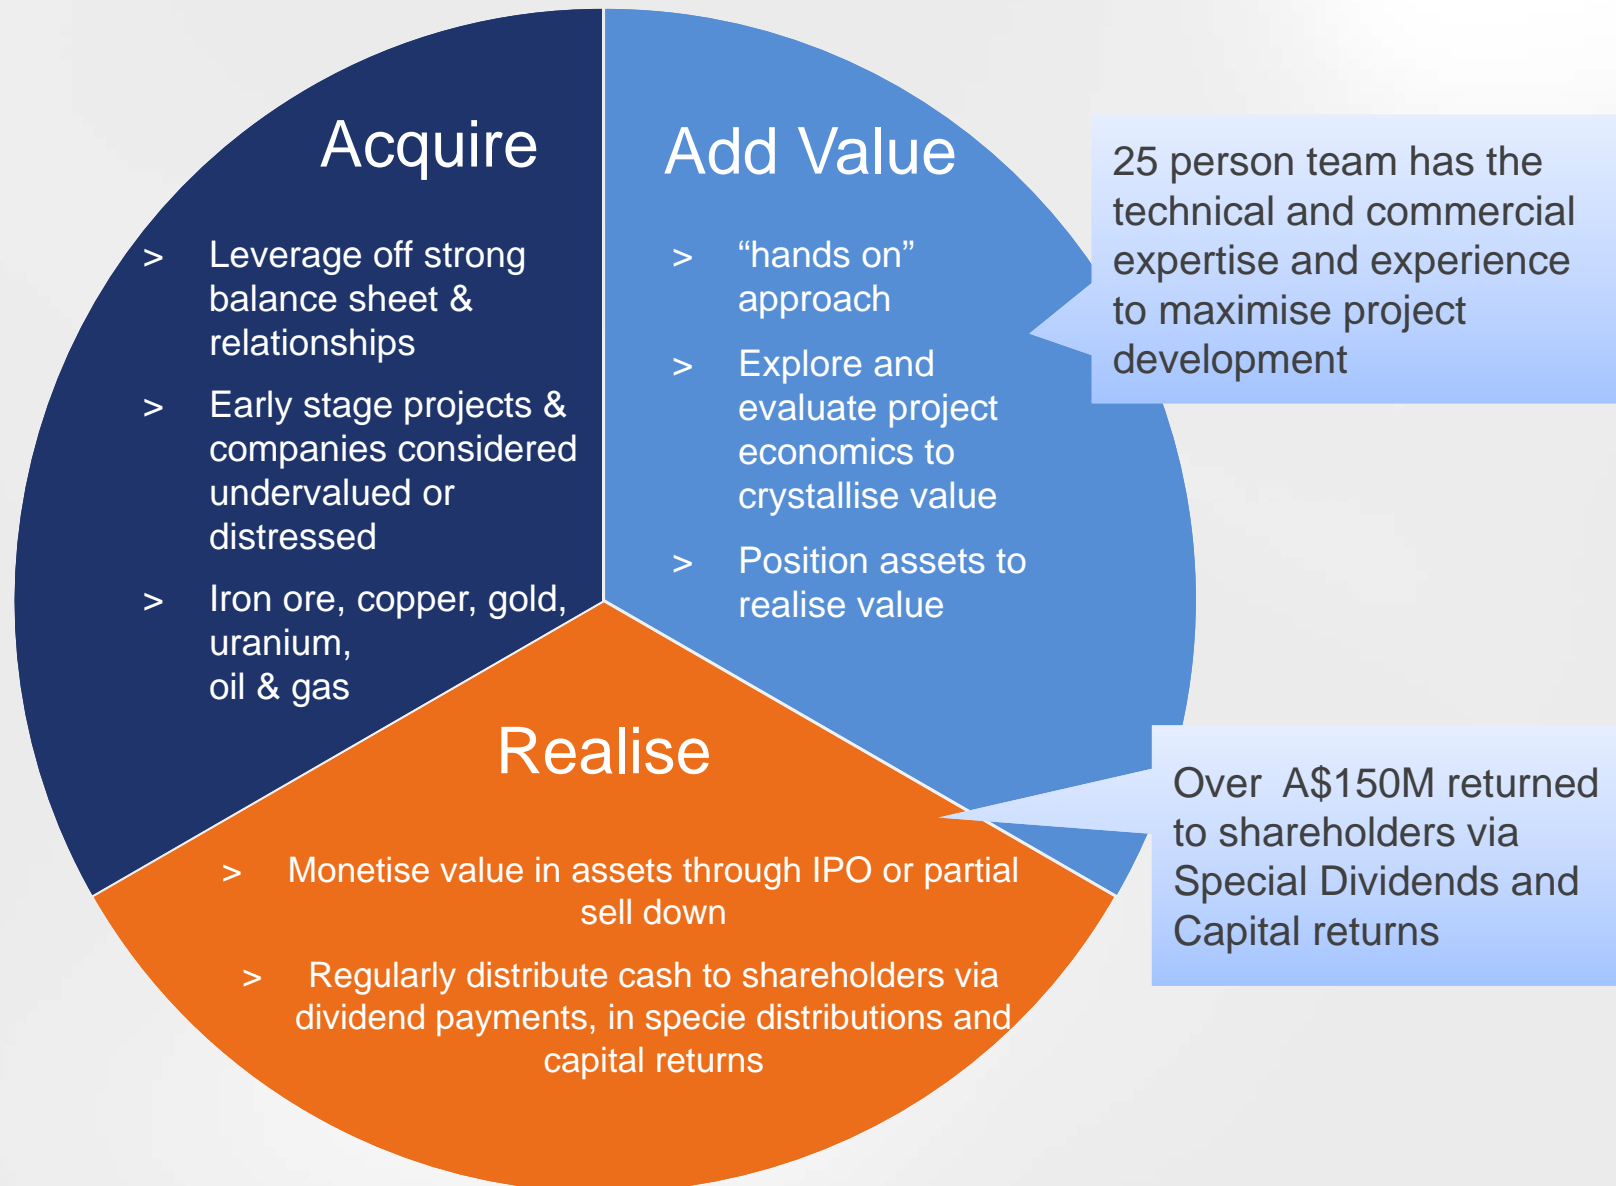 Acquire
> Leverage off strong
balance sheet &
relationships
> Early stage projects &
companies considered
undervalued or
distressed
> Iron ore, copper, gold,
uranium,
oil & gas
Add Value
> “hands on”
approach
> Explore and
evaluate project
economics to
crystallise value
> Position assets to
realise value
25 person team has the
technical and commercial
expertise and experience
to maximise project
development
Realise
> Monetise value in assets through IPO or partial
sell down
> Regularly distribute cash to shareholders via
dividend payments, in specie distributions and
capital returns
Over A$150M returned
to shareholders via
Special Dividends and
Capital returns